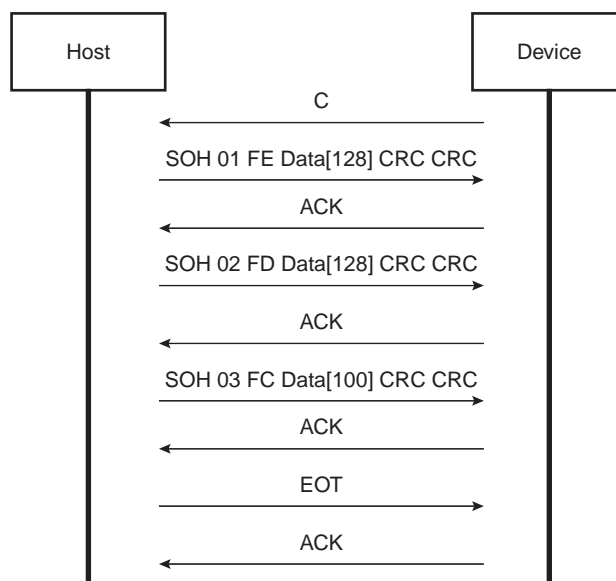 Host
Device
C
SOH 01 FE Data[128] CRC CRC
ACK
SOH 02 FD Data[128] CRC CRC
ACK
SOH 03 FC Data[100] CRC CRC
ACK
EOT
ACK